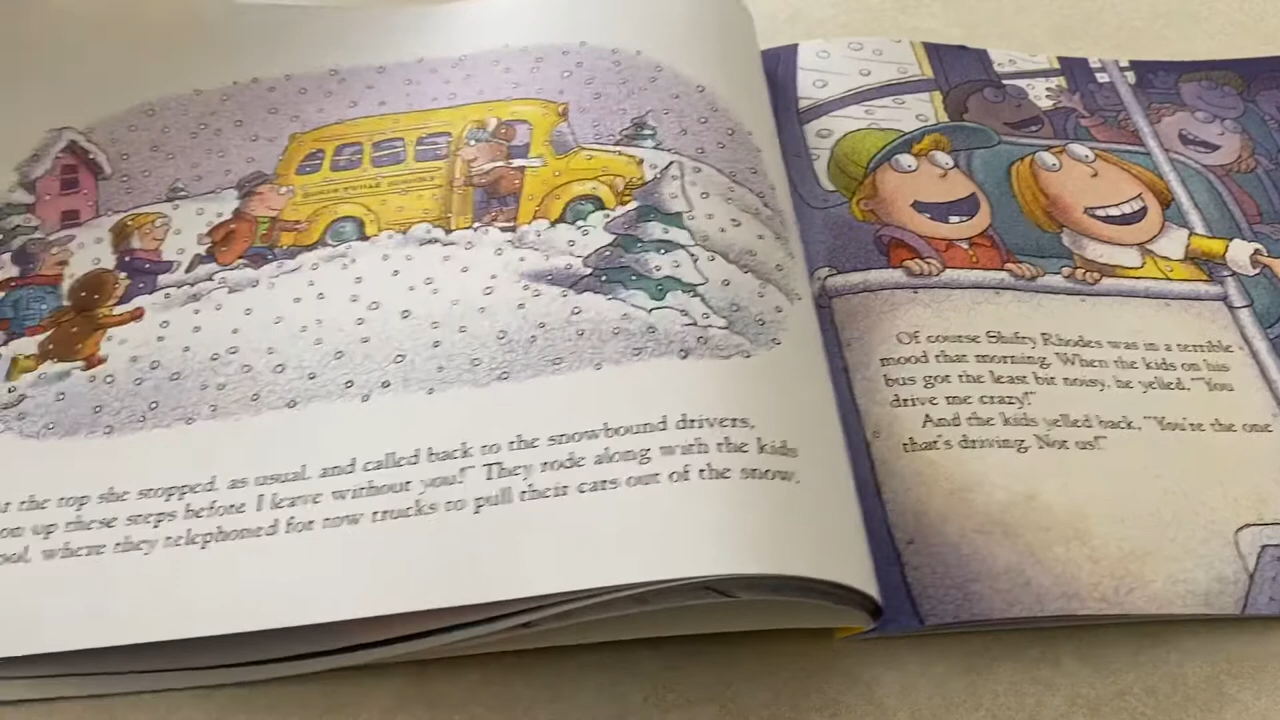 the top she stopped, as usual, and called back to the snowbound drivers,
on up these steps before I leave without you!" They rode along with the kids
where they telephoned for tow trucks to pull their cars out of the snow.
Of course Shifty Rhodes was in a terrible
mood that morning. When the kids on his
bus got the least bit noisy, he yelled, "You
drive me crazy!"
And the kids yelled back, "You're the one
that's driving. Not us!"